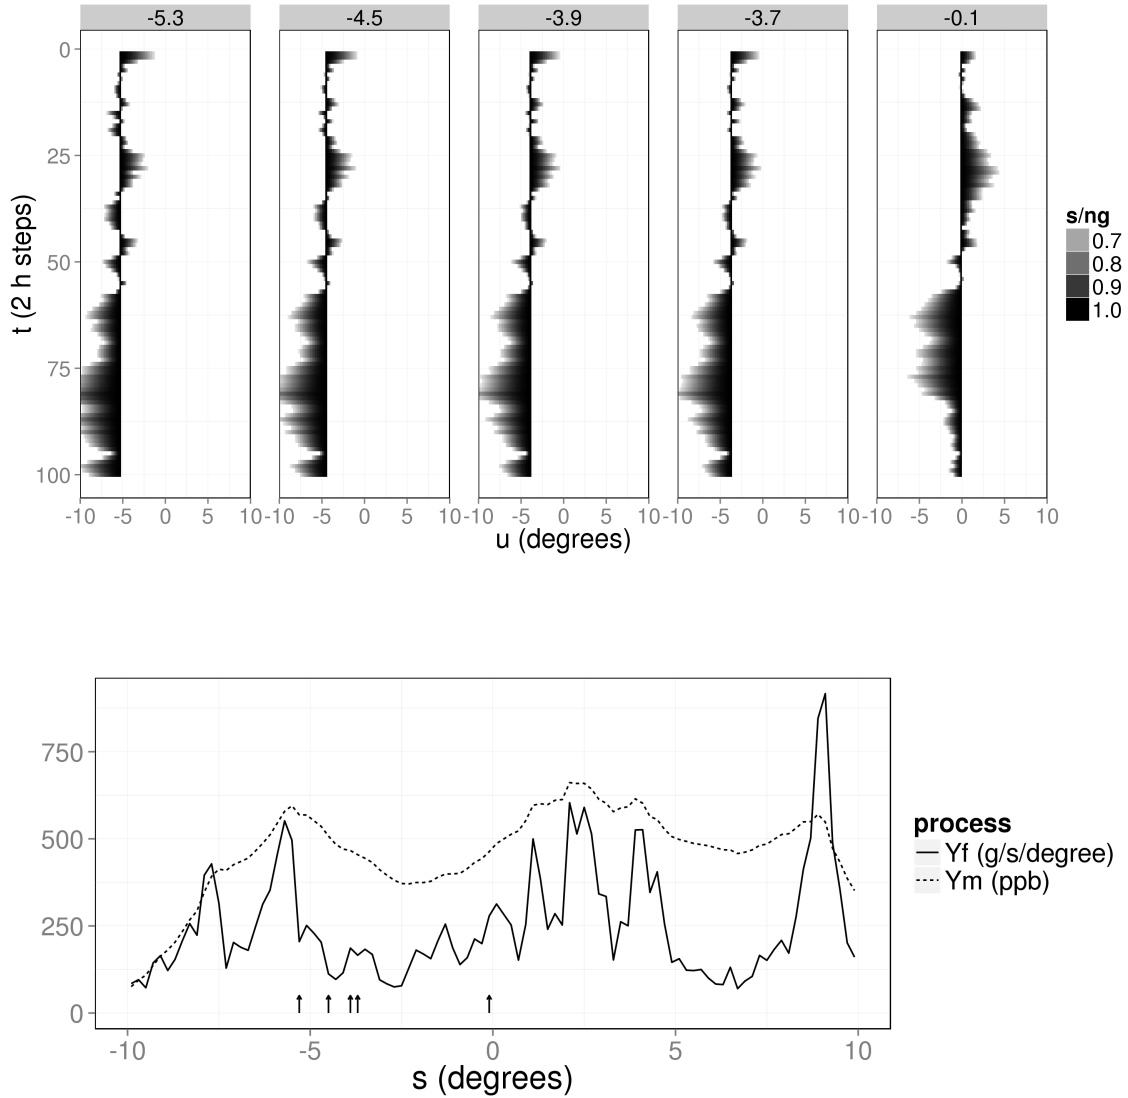 -5.3 -4.5 -3.9 -3.7 -0.1
0
25
50
75
100
t (2 h steps)
-10 -5 0 5 10 -10 -5 0 5 10 -10 -5 0 5 10 -10 -5 0 5 10 -10 -5 0 5 10
u (degrees)
s/ng
0.7
0.8
0.9
1.0
750
500
250
0
-10 -5 0 5 10
s (degrees)
process
Yf (g/s/degree)
Ym (ppb)